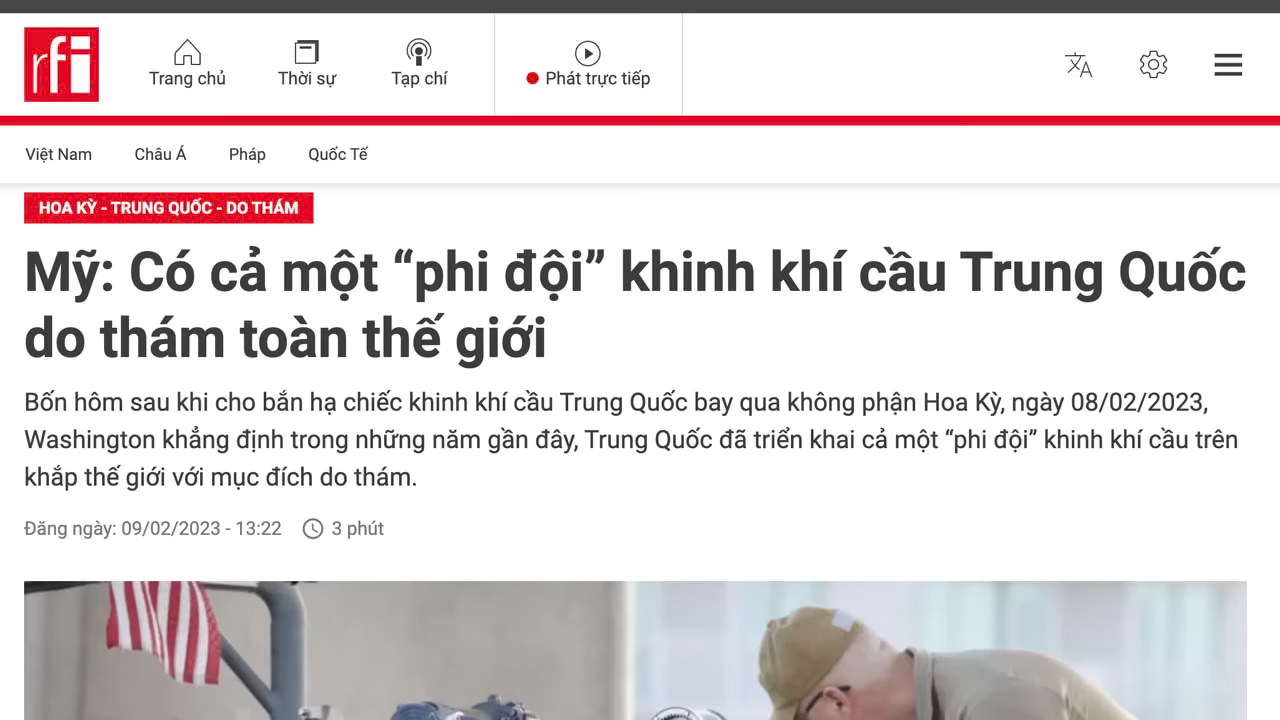 rfi
Trang chủ
Thời sự
Tạp chí
Phát trực tiếp
Việt Nam
Châu Á
Pháp
Quốc Tế
HOA KỲ - TRUNG QUỐC - DO THÁM
Mỹ: Có cả một “phi đội” khinh khí cầu Trung Quốc
do thám toàn thế giới
Bốn hôm sau khi cho bắn hạ chiếc khinh khí cầu Trung Quốc bay qua không phận Hoa Kỳ, ngày 08/02/2023,
Washington khẳng định trong những năm gần đây, Trung Quốc đã triển khai cả một “phi đội” khinh khí cầu trên
khắp thế giới với mục đích do thám.
Đăng ngày: 09/02/2023 - 13:22
3 phút